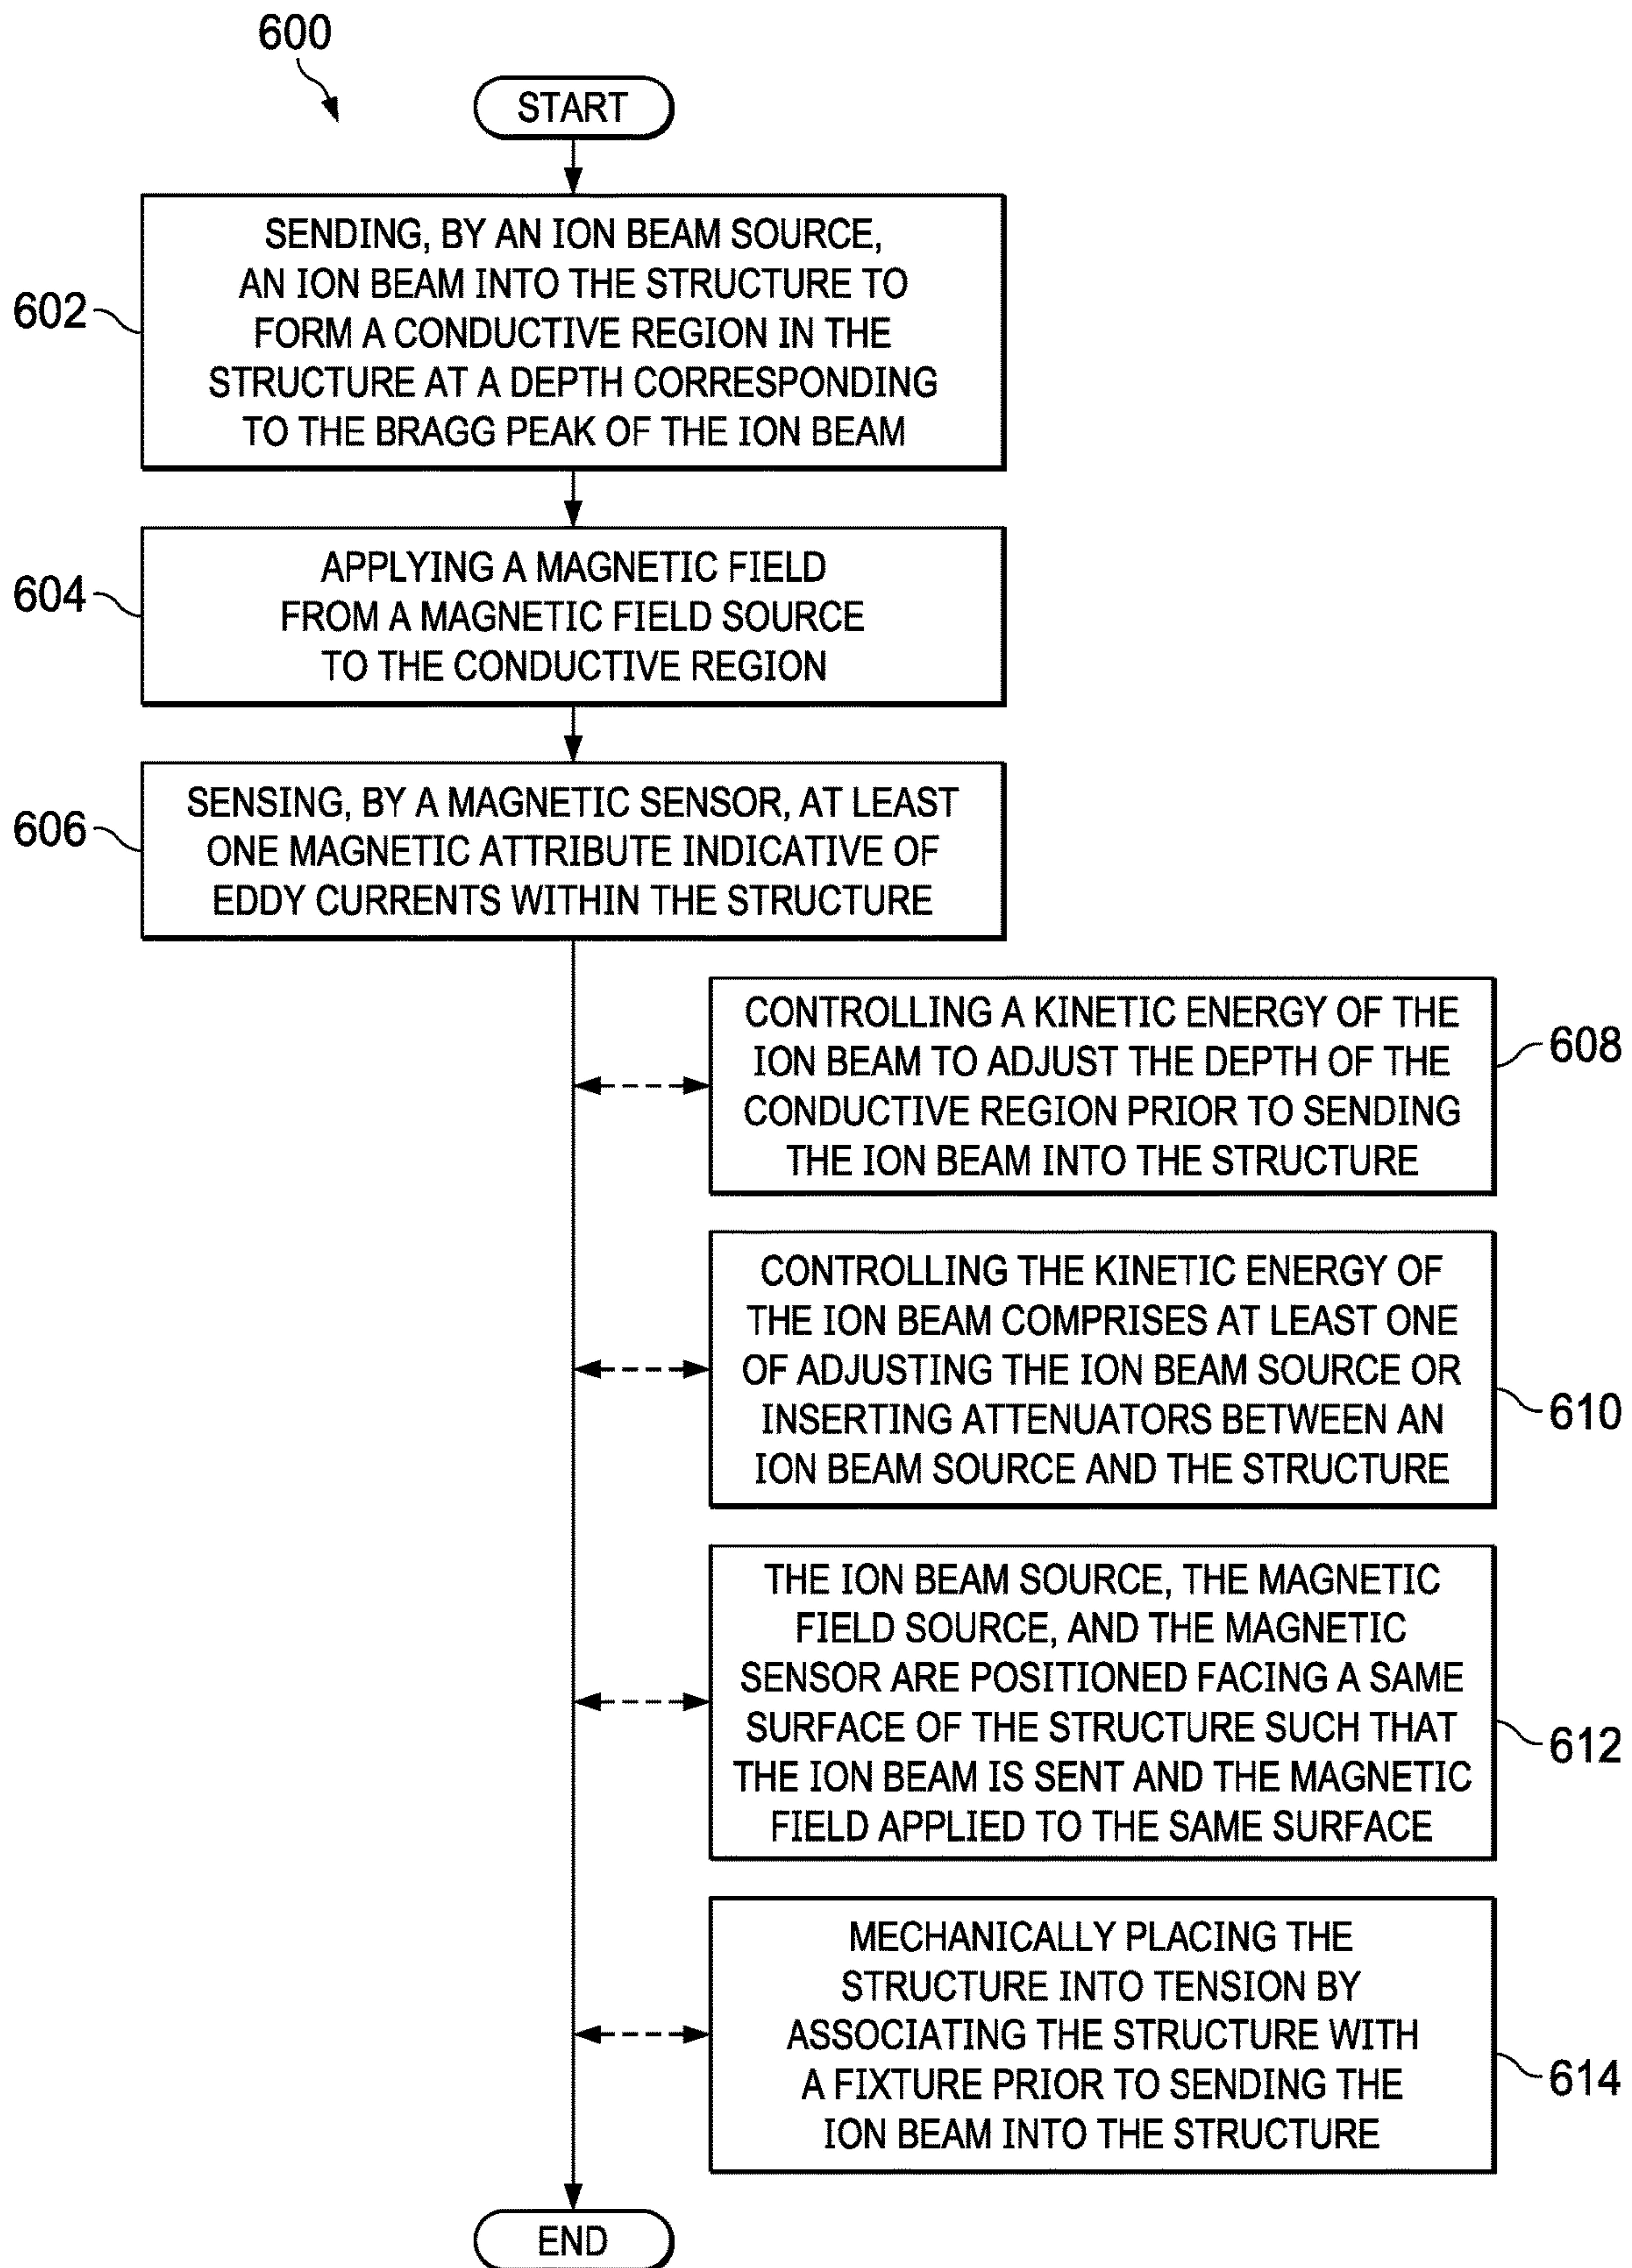 600
START
602
SENDING, BY AN ION BEAM SOURCE,
AN ION BEAM INTO THE STRUCTURE TO
FORM A CONDUCTIVE REGION IN THE
STRUCTURE AT A DEPTH CORRESPONDING
TO THE BRAGG PEAK OF THE ION BEAM
604
APPLYING A MAGNETIC FIELD
FROM A MAGNETIC FIELD SOURCE
TO THE CONDUCTIVE REGION
606
SENSING, BY A MAGNETIC SENSOR, AT LEAST
ONE MAGNETIC ATTRIBUTE INDICATIVE OF
EDDY CURRENTS WITHIN THE STRUCTURE
CONTROLLING A KINETIC ENERGY OF THE
ION BEAM TO ADJUST THE DEPTH OF THE
CONDUCTIVE REGION PRIOR TO SENDING
THE ION BEAM INTO THE STRUCTURE
608
CONTROLLING THE KINETIC ENERGY OF
THE ION BEAM COMPRISES AT LEAST ONE
OF ADJUSTING THE ION BEAM SOURCE OR
INSERTING ATTENUATORS BETWEEN AN
ION BEAM SOURCE AND THE STRUCTURE
610
THE ION BEAM SOURCE, THE MAGNETIC
FIELD SOURCE, AND THE MAGNETIC
SENSOR ARE POSITIONED FACING A SAME
SURFACE OF THE STRUCTURE SUCH THAT
THE ION BEAM IS SENT AND THE MAGNETIC
FIELD APPLIED TO THE SAME SURFACE
612
MECHANICALLY PLACING THE
STRUCTURE INTO TENSION BY
ASSOCIATING THE STRUCTURE WITH
A FIXTURE PRIOR TO SENDING THE
ION BEAM INTO THE STRUCTURE
614
END